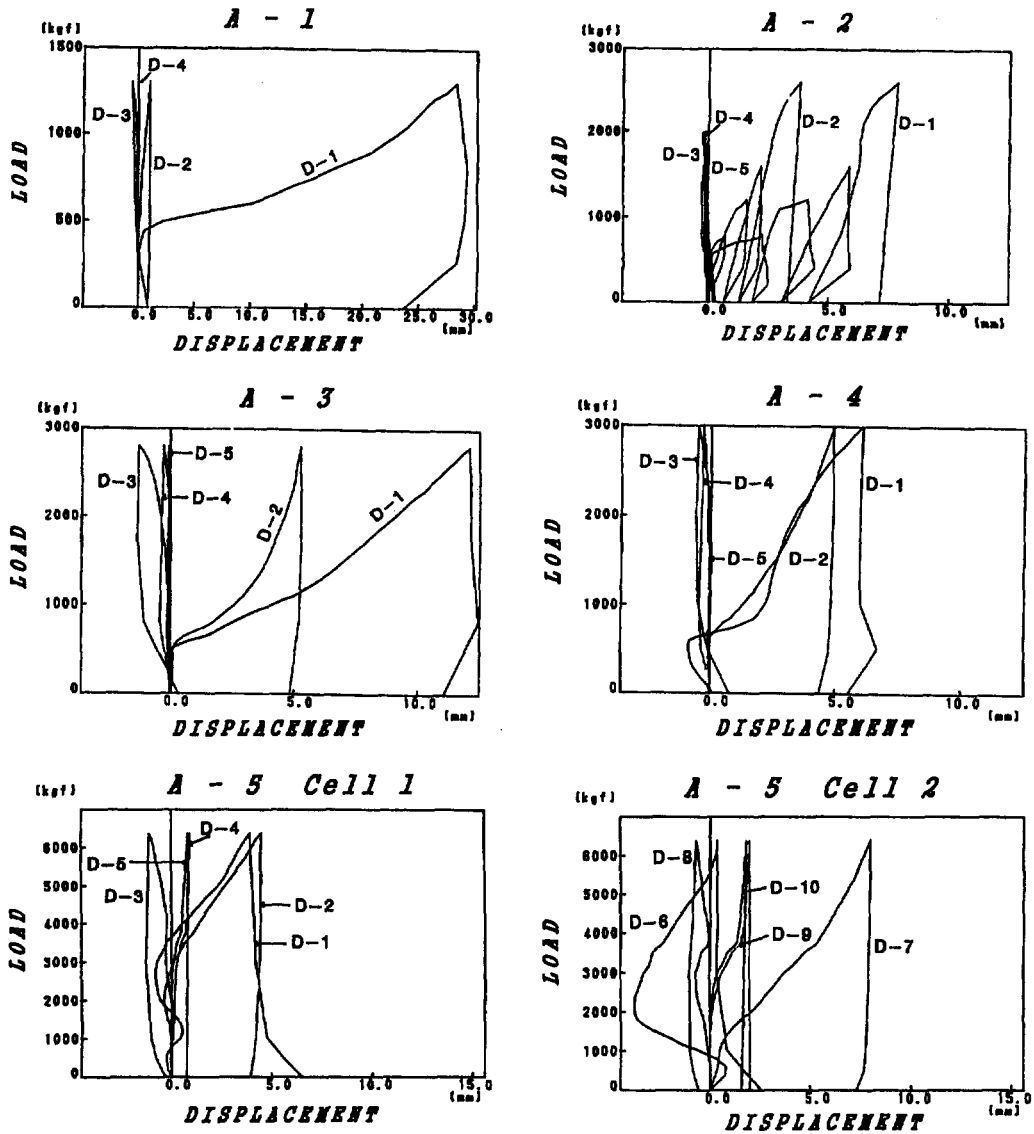 A - 1
[kgf]
1500
1000
500
0
LOAD
D-4
D-3
D-2
D-1
0.0 5.0 10.0 15.0 20.0 25.0 30.0
[mm]
DISPLACEMENT
A - 2
[kgf]
3000
2000
1000
0
LOAD
D-4
D-3
D-5
D-2
D-1
0.0 5.0 10.0
[mm]
DISPLACEMENT
A - 3
[kgf]
3000
2000
1000
0
LOAD
D-5
D-3
D-4
D-2
D-1
0.0 5.0 10.0
[mm]
DISPLACEMENT
A - 4
[kgf]
3000
2000
1000
0
LOAD
D-3
D-4
D-1
D-5
D-2
0.0 5.0 10.0
[mm]
DISPLACEMENT
A - 5 Cell 1
[kgf]
6000
5000
4000
3000
2000
1000
0
LOAD
D-4
D-5
D-3
D-2
D-1
0.0 5.0 10.0 15.0
[mm]
DISPLACEMENT
A - 5 Cell 2
[kgf]
6000
5000
4000
3000
2000
1000
0
LOAD
D-8
D-10
D-6
D-9
D-7
0.0 5.0 10.0 15.0
[mm]
DISPLACEMENT